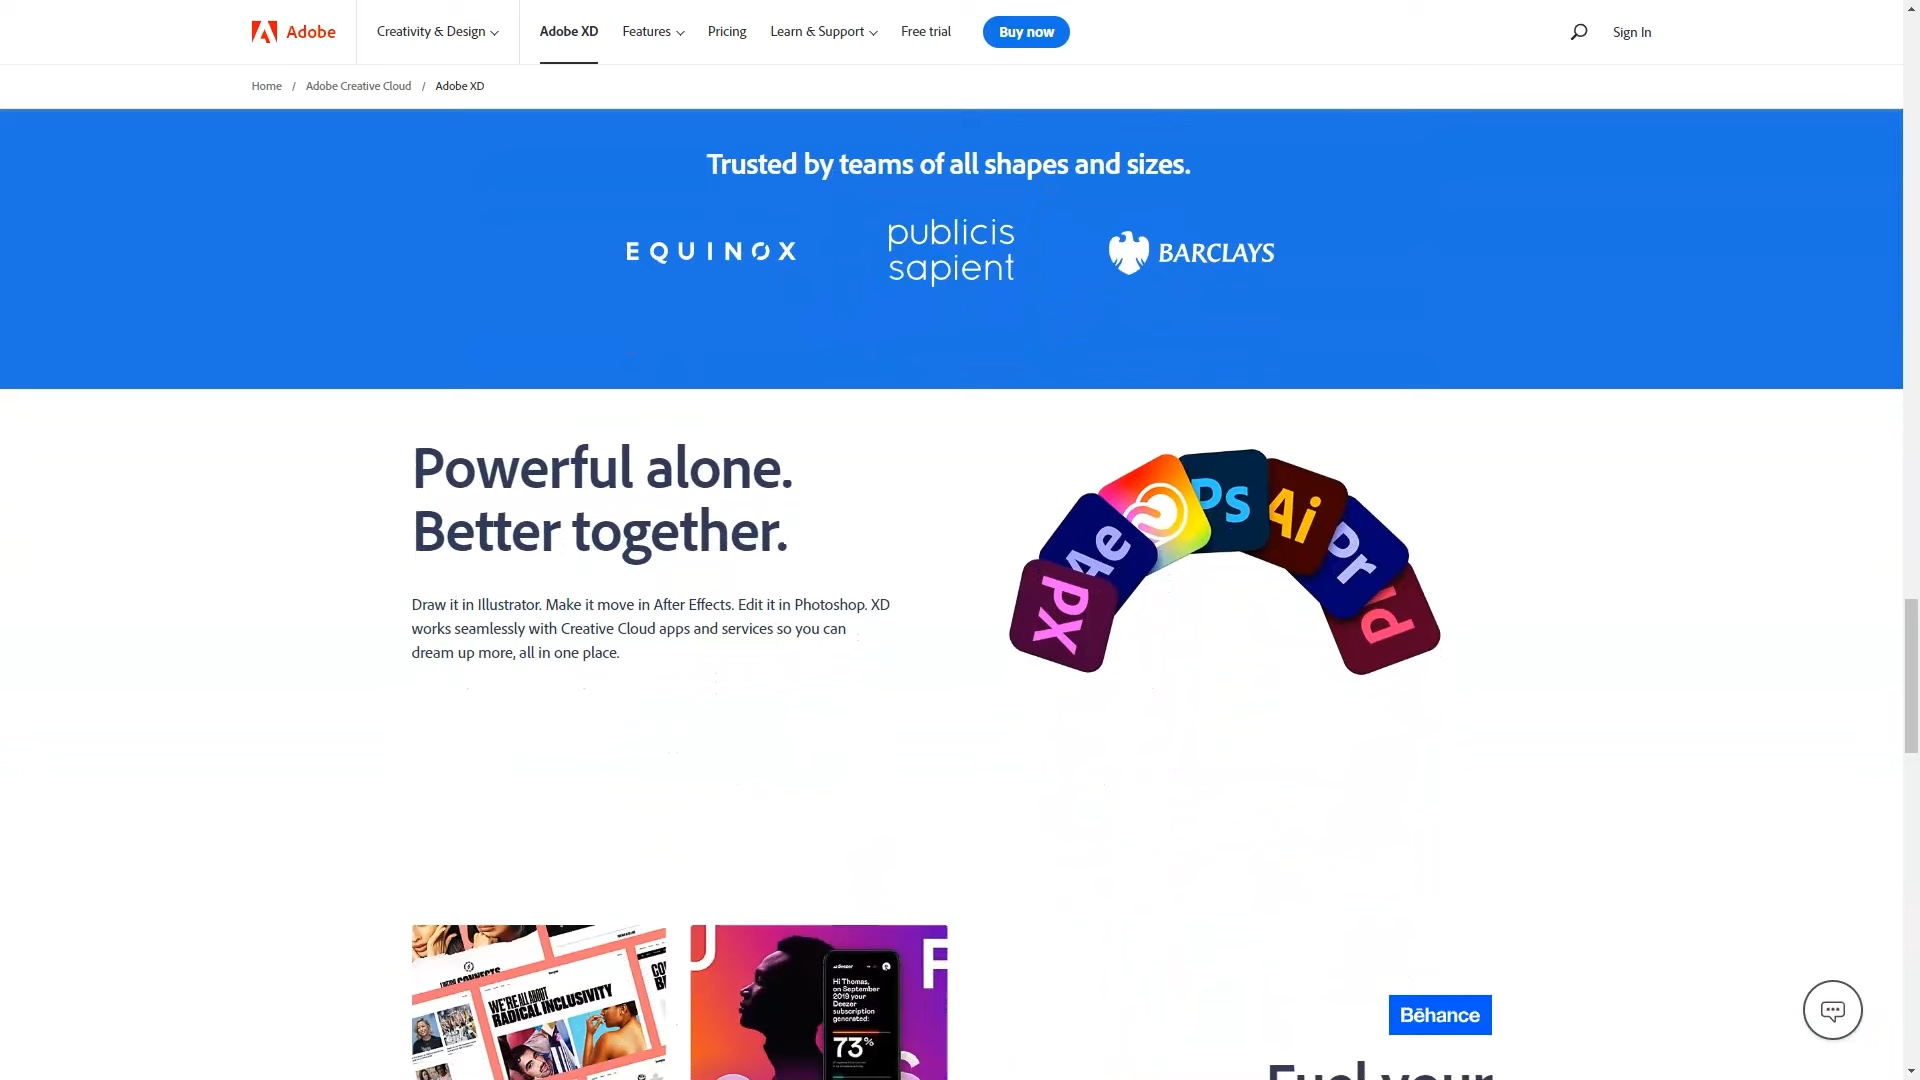 Adobe
Creativity & Design
Adobe XD
Features
Pricing
Learn & Support
Free trial
Buy now
Sign In
Home / Adobe Creative Cloud / Adobe XD
Trusted by teams of all shapes and sizes.
EQUINOX
publicis
sapient
BARCLAYS
Powerful alone.
Better together.
Draw it in Illustrator. Make it move in After Effects. Edit it in Photoshop. XD
works seamlessly with Creative Cloud apps and services so you can
dream up more, all in one place.
Xd
Ae
Ps
Ai
Pr
WE'RE ALL ABOUT
RADICAL INCLUSIVITY
Deezer
Hi Thomas,
on September
2019 your
Deezer
subscription
generated:
73%
Bēhance
Fuel your